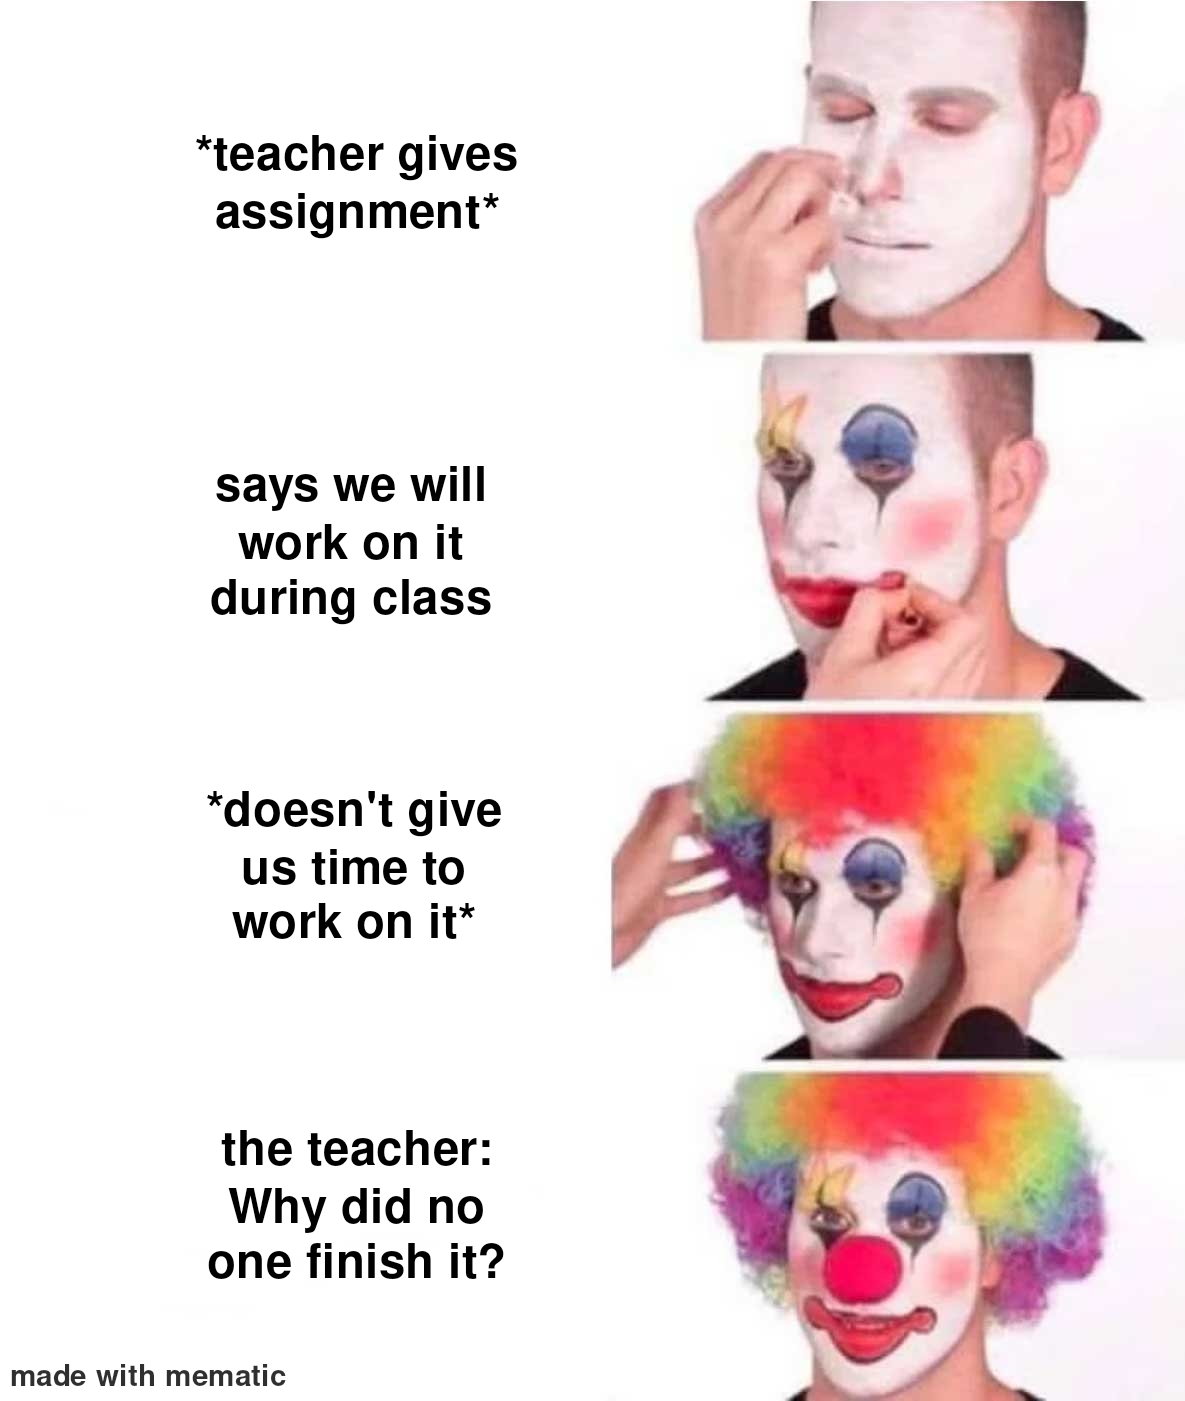 *teacher gives
assignment*
says we will
work on it
during class
*doesn't give
us time to
work on it*
the teacher:
Why did no
one finish it?
made with mematic